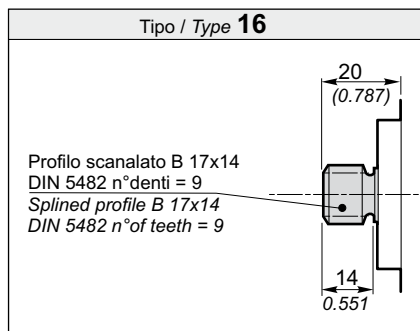 Tipo / Type 16
20
(0.787)
Profilo scanalato B 17x14
DIN 5482 n°denti = 9
Splined profile B 17x14
DIN 5482 n°of teeth = 9
14
0.551